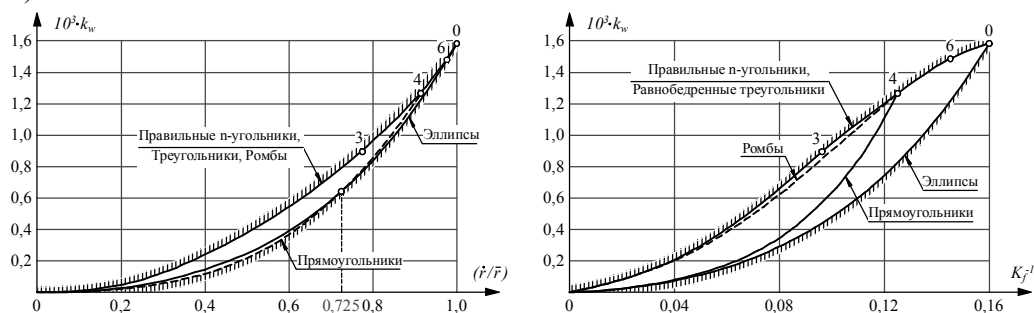 10³·k_w
1,6
1,4
1,2
1,0
0,8
0,6
0,4
0,2
0
0,2
0,4
0,6
0,725
0,8
1,0
(ṙ/r̄)
0
6
4
3
Правильные n-угольники,
Треугольники, Ромбы
Эллипсы
Прямоугольники
10³·k_w
1,6
1,4
1,2
1,0
0,8
0,6
0,4
0,2
0
0,04
0,08
0,12
0,16
K_f⁻¹
0
6
4
3
Правильные n-угольники,
Равнобедренные треугольники
Ромбы
Эллипсы
Прямоугольники